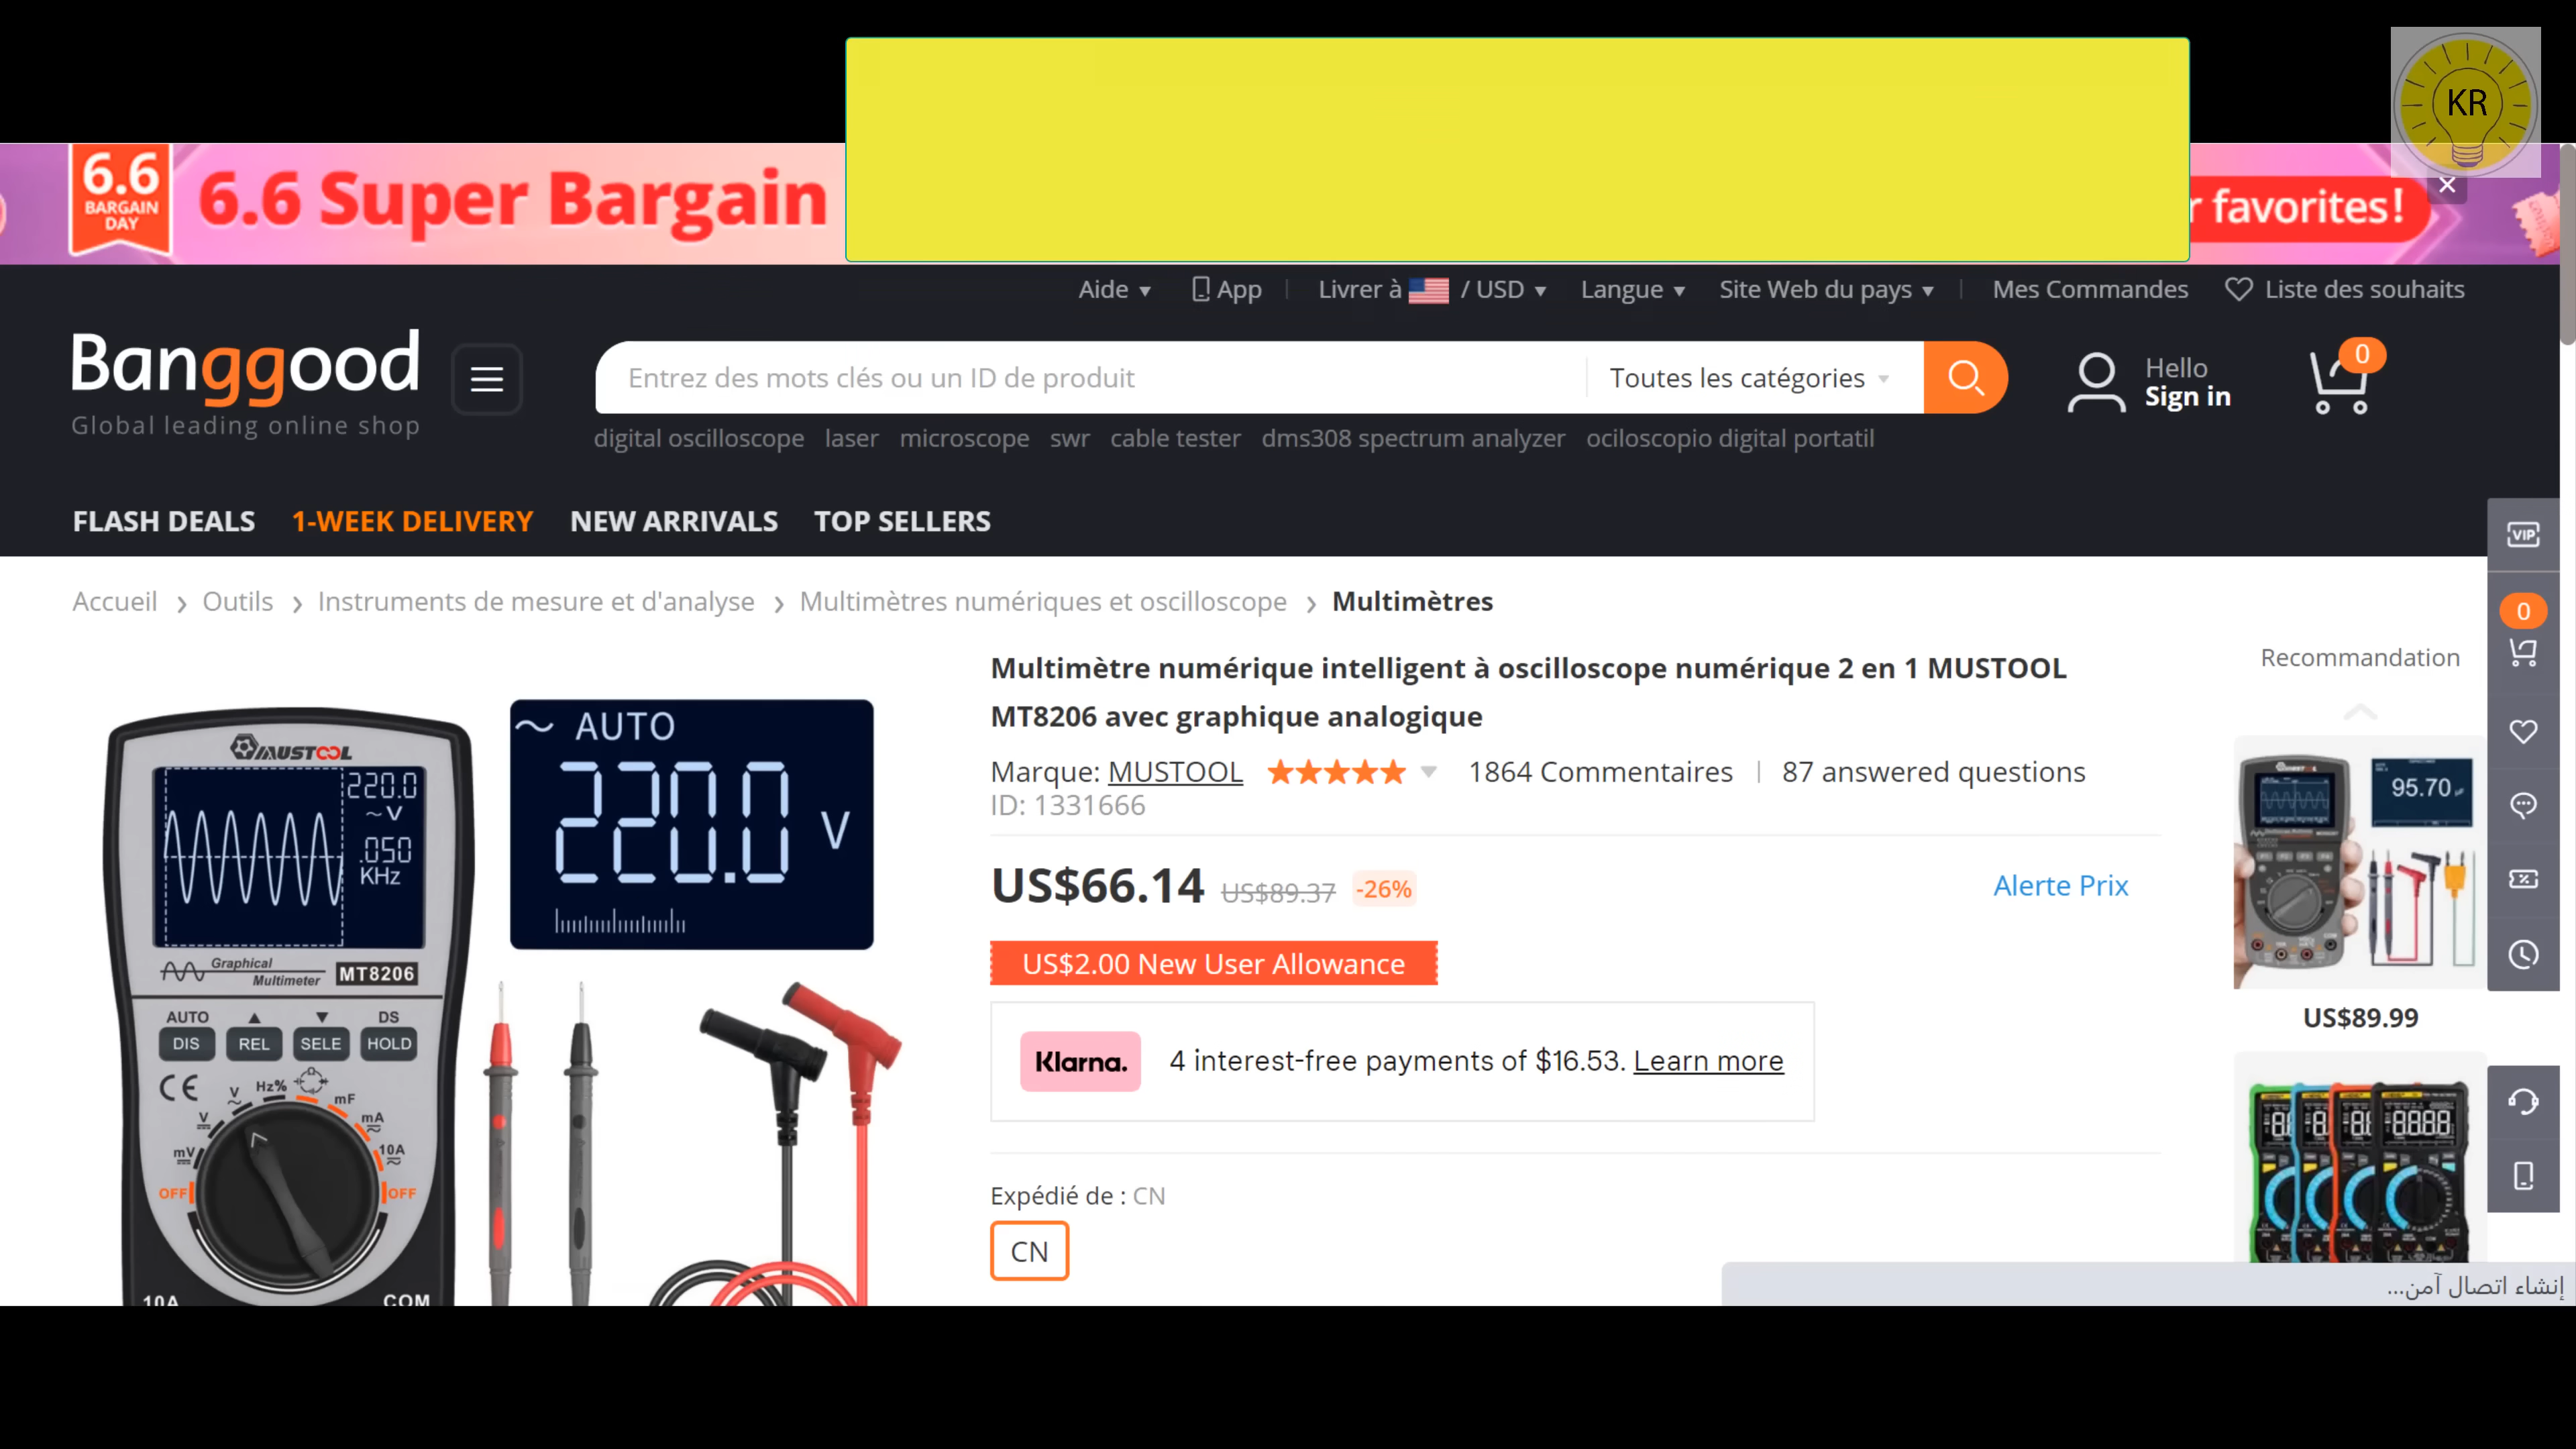 KR
6.6
BARGAIN
DAY
6.6 Super Bargain
favorites!
Aide App Livrer à / USD Langue Site Web du pays Mes Commandes Liste des souhaits
Banggood
Global leading online shop
Entrez des mots clés ou un ID de produit
Toutes les catégories
Hello
Sign in
0
digital oscilloscope laser microscope swr cable tester dms308 spectrum analyzer ociloscopio digital portatil
FLASH DEALS 1-WEEK DELIVERY NEW ARRIVALS TOP SELLERS
VIP
0
Accueil > Outils > Instruments de mesure et d'analyse > Multimètres numériques et oscilloscope > Multimètres
MUSTOOL
220.0
~V
.050
KHz
Graphical
Multimeter
MT8206
AUTO ▲ ▼ DS
DIS REL SELE HOLD
CE
mV V V Hz% mF mA 10A
OFF OFF
10A COM
~ AUTO
220.0 V
Multimètre numérique intelligent à oscilloscope numérique 2 en 1 MUSTOOL
MT8206 avec graphique analogique
Marque: MUSTOOL 1864 Commentaires | 87 answered questions
ID: 1331666
US$66.14 US$89.37 -26%
Alerte Prix
US$2.00 New User Allowance
Klarna. 4 interest-free payments of $16.53. Learn more
Expédié de : CN
CN
Recommandation
95.70
US$89.99
8.888
إنشاء اتصال آمن...